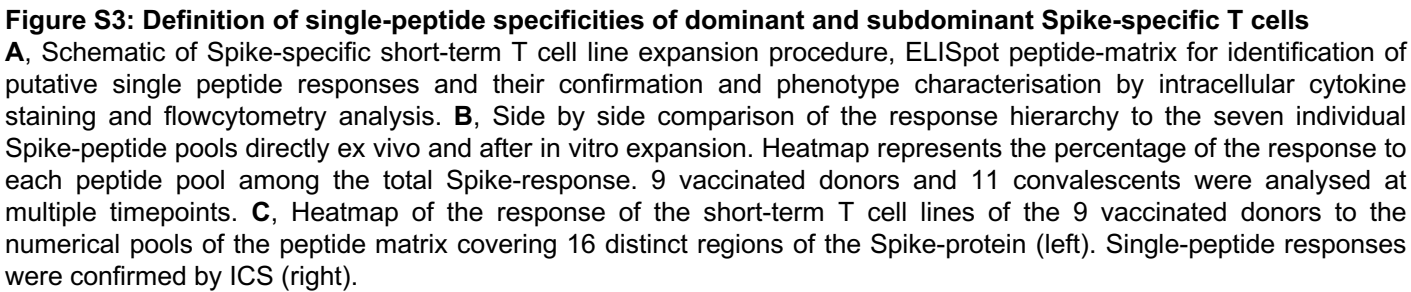 Figure S3: Definition of single-peptide specificities of dominant and subdominant Spike-specific T cells
A, Schematic of Spike-specific short-term T cell line expansion procedure, ELISpot peptide-matrix for identification of
putative single peptide responses and their confirmation and phenotype characterisation by intracellular cytokine
staining and flowcytometry analysis. B, Side by side comparison of the response hierarchy to the seven individual
Spike-peptide pools directly ex vivo and after in vitro expansion. Heatmap represents the percentage of the response to
each peptide pool among the total Spike-response. 9 vaccinated donors and 11 convalescents were analysed at
multiple timepoints. C, Heatmap of the response of the short-term T cell lines of the 9 vaccinated donors to the
numerical pools of the peptide matrix covering 16 distinct regions of the Spike-protein (left). Single-peptide responses
were confirmed by ICS (right).